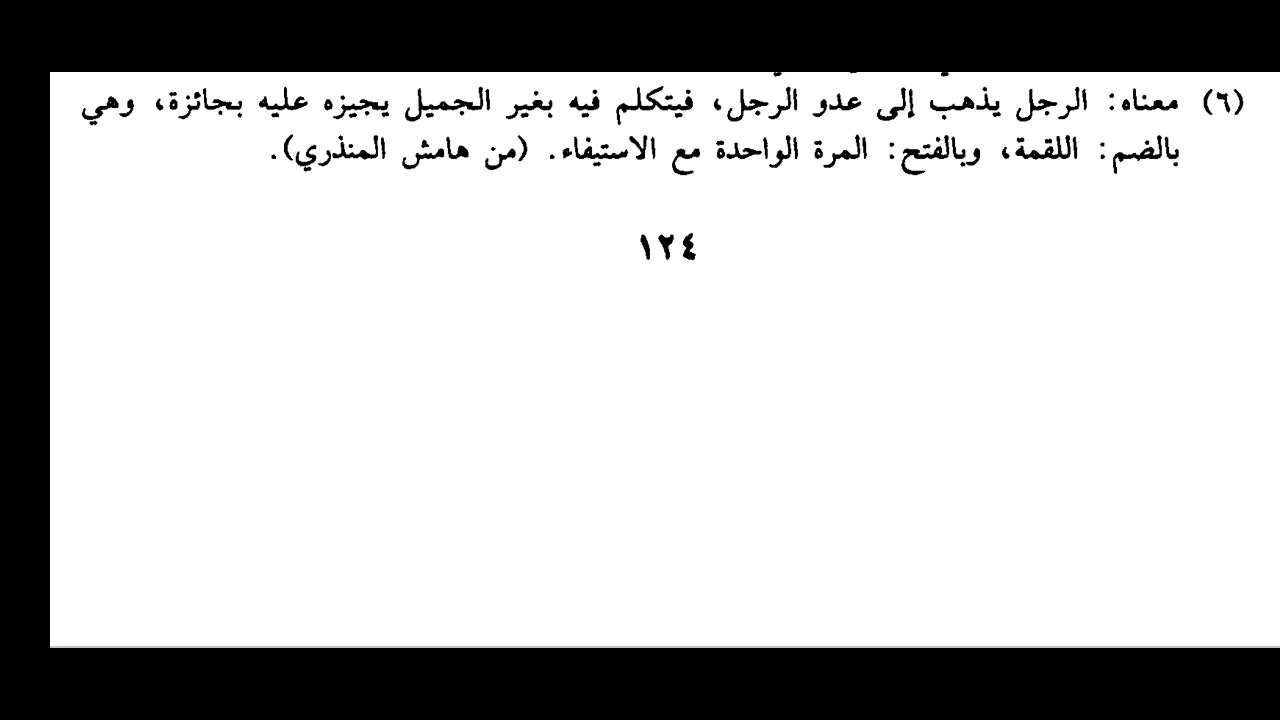 (٦) معناه: الرجل يذهب إلى عدو الرجل، فيتكلم فيه بغير الجميل يجيزه عليه بجائزة، وهي
بالضم: اللقمة، وبالفتح: المرة الواحدة مع الاستيفاء. (من هامش المنذري).
١٢٤